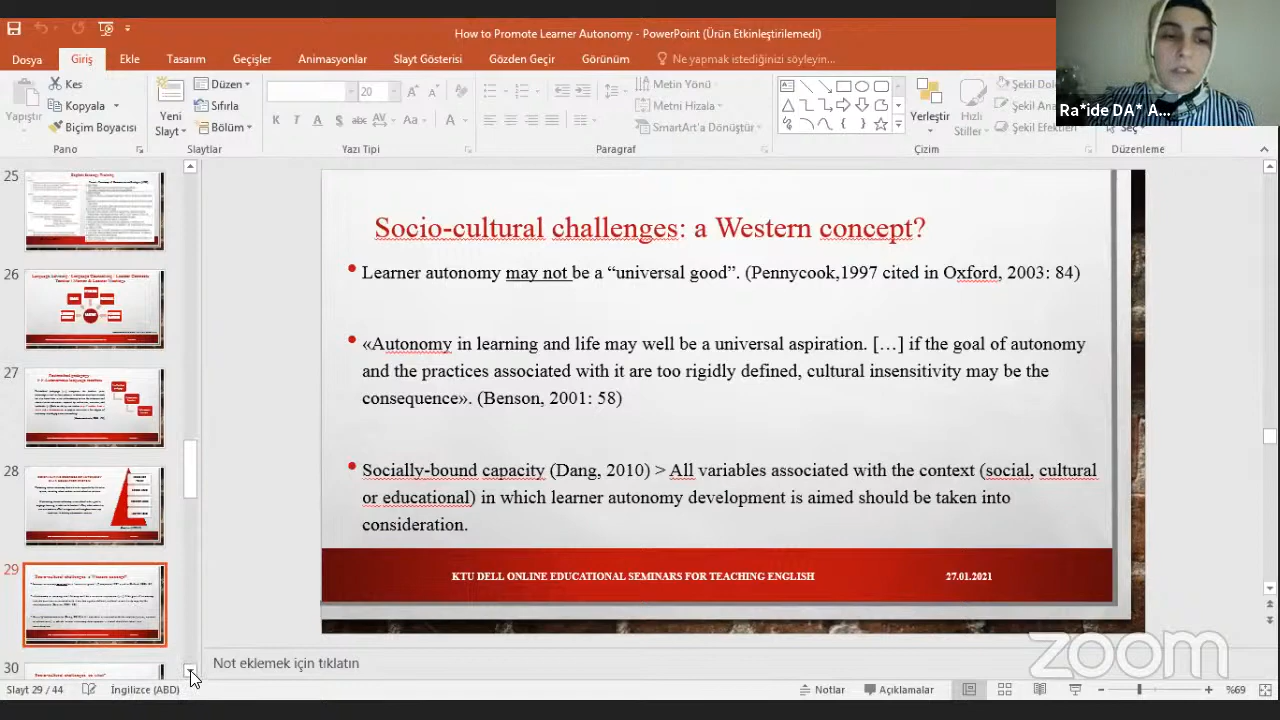 How to Promote Learner Autonomy - PowerPoint (Ürün Etkinleştirilemedi)
Dosya Giriş Ekle Tasarım Geçişler Animasyonlar Slayt Gösterisi Gözden Geçir Görünüm Ne yapmak istediğinizi söyleyin...
Yapıştır
Kes
Kopyala
Biçim Boyacısı
Pano
Yeni
Slayt
Düzen
Sıfırla
Bölüm
Slaytlar
20
K T A S abc AV Aa A
Yazı Tipi
Metin Yönü
Metni Hizala
SmartArt'a Dönüştür
Paragraf
Yerleştir
Hızlı
Stiller
Şekil
Şekil
Şekil Efektleri
Çizim
Seç
Düzenleme
Ra*ide DA* A...
25
26
27
28
29
30
Socio-cultural challenges: a Western concept?
• Learner autonomy may not be a “universal good”. (Pennycook,1997 cited in Oxford, 2003: 84)
• «Autonomy in learning and life may well be a universal aspiration. […] if the goal of autonomy
and the practices associated with it are too rigidly defined, cultural insensitivity may be the
consequence». (Benson, 2001: 58)
• Socially-bound capacity (Dang, 2010) > All variables associated with the context (social, cultural
or educational) in which learner autonomy development is aimed should be taken into
consideration.
KTU DELL ONLINE EDUCATIONAL SEMINARS FOR TEACHING ENGLISH 27.01.2021
Not eklemek için tıklatın
zoom
Slayt 29 / 44 İngilizce (ABD) Notlar Açıklamalar %69